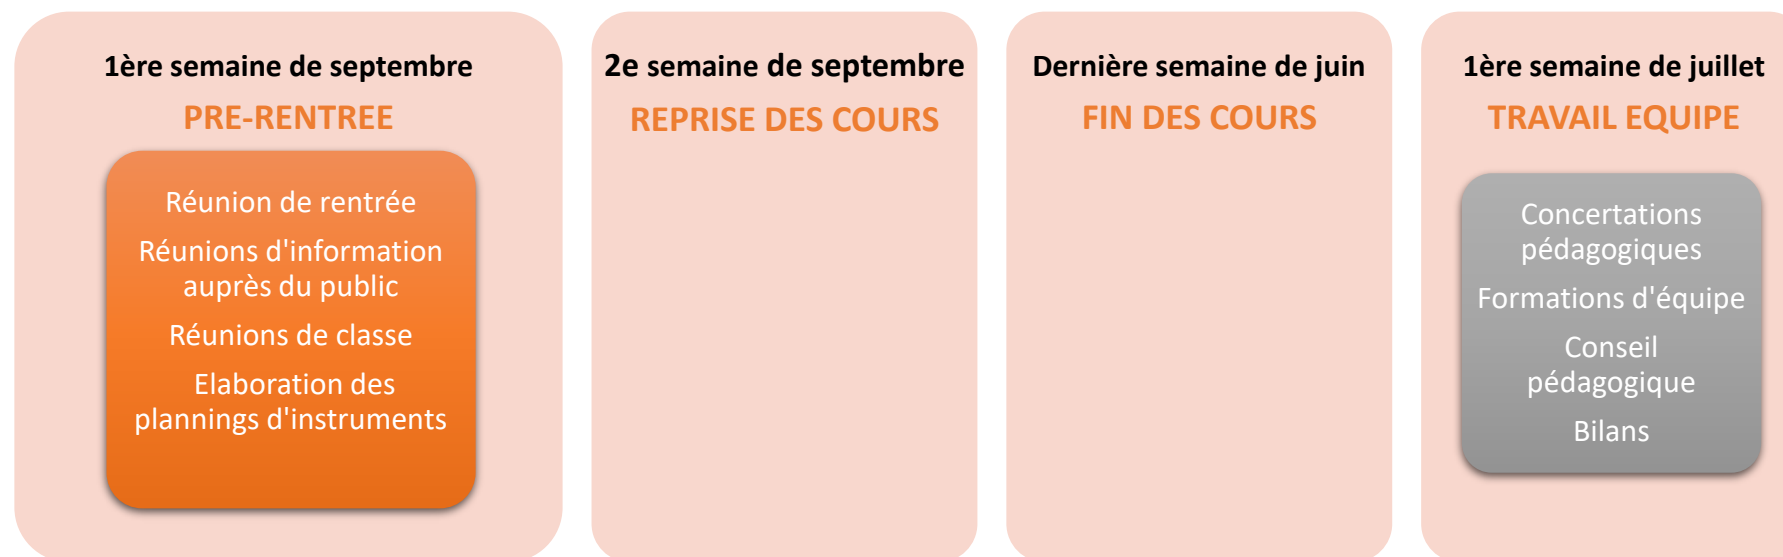 1ère semaine de septembre
PRE-RENTREE
Réunion de rentrée
Réunions d'information
auprès du public
Réunions de classe
Elaboration des
plannings d'instruments
2e semaine de septembre
REPRISE DES COURS
Dernière semaine de juin
FIN DES COURS
1ère semaine de juillet
TRAVAIL EQUIPE
Concertations
pédagogiques
Formations d'équipe
Conseil
pédagogique
Bilans